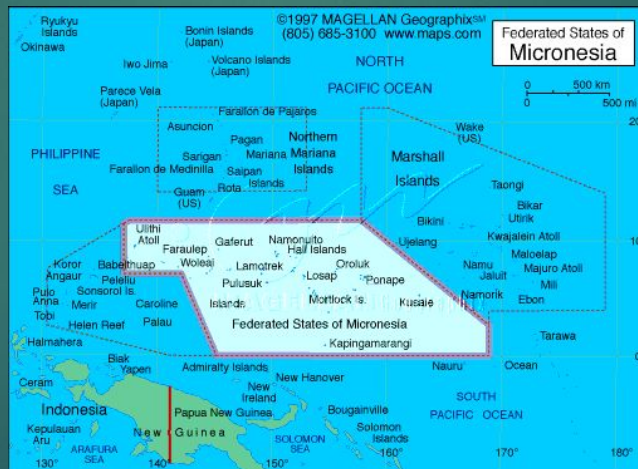 ©1997 MAGELLAN Geographix℠
(805) 685-3100 www.maps.com
Federated States of
Micronesia
0 500 km
0 500 mi
Ryukyu
Islands
Okinawa
Bonin Islands
(Japan)
Iwo Jima
Volcano Islands
(Japan)
Parece Vela
(Japan)
NORTH
PACIFIC OCEAN
Farallon de Pajaros
Asuncion
Pagan
Mariana
Islands
Northern
Mariana
Islands
Sarigan
Farallon de Medinilla
Saipan
Rota
Guam
(US)
PHILIPPINE
SEA
Wake
(US)
20
Marshall
Islands
Taongi
Bikar
Utirik
Bikini
Kwajalein Atoll
Ujelang
Maloelap
Namu
Majuro Atoll
Jaluit
Mili
Namorik
Ebon
10
Ulithi
Atoll
Faraulep
Gaferut
Namonuito
Hall Islands
Woleai
Lamotrek
Oroluk
Pulusuk
Losap
Ponape
Islands
Mortlock Is.
Kusaie
Federated States of Micronesia
Kapingamarangi
Koror
Babelthuap
Angaur
Peleliu
Pulo
Anna
Sonsorol Is.
Merir
Caroline
Tobi
Helen Reef
Palau
Halmahera
Tarawa
0
Biak
Yapen
Admiralty Islands
New Hanover
Nauru
Ocean
Ceram
New
Ireland
Indonesia
Papua New Guinea
Bougainville
SOUTH
PACIFIC OCEAN
Kepulauan
Aru
New Guinea
Solomon
Islands
ARAFURA
SEA
SOLOMON
SEA
130°
140°
150°
160°
170°
180°